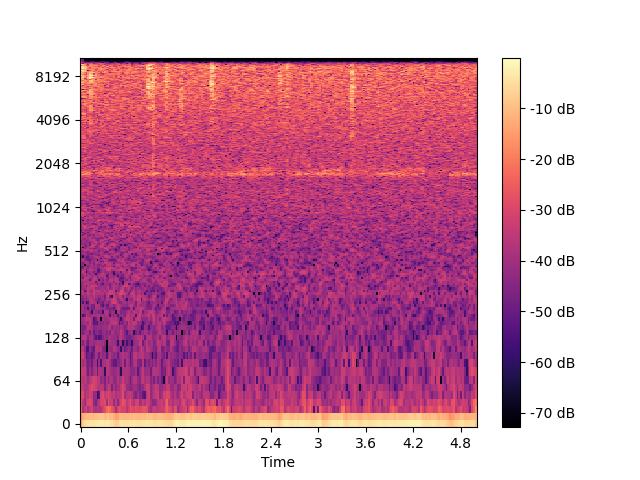 8192
4096
2048
1024
512
256
128
64
0
Hz
0 0.6 1.2 1.8 2.4 3 3.6 4.2 4.8
Time
-10 dB
-20 dB
-30 dB
-40 dB
-50 dB
-60 dB
-70 dB